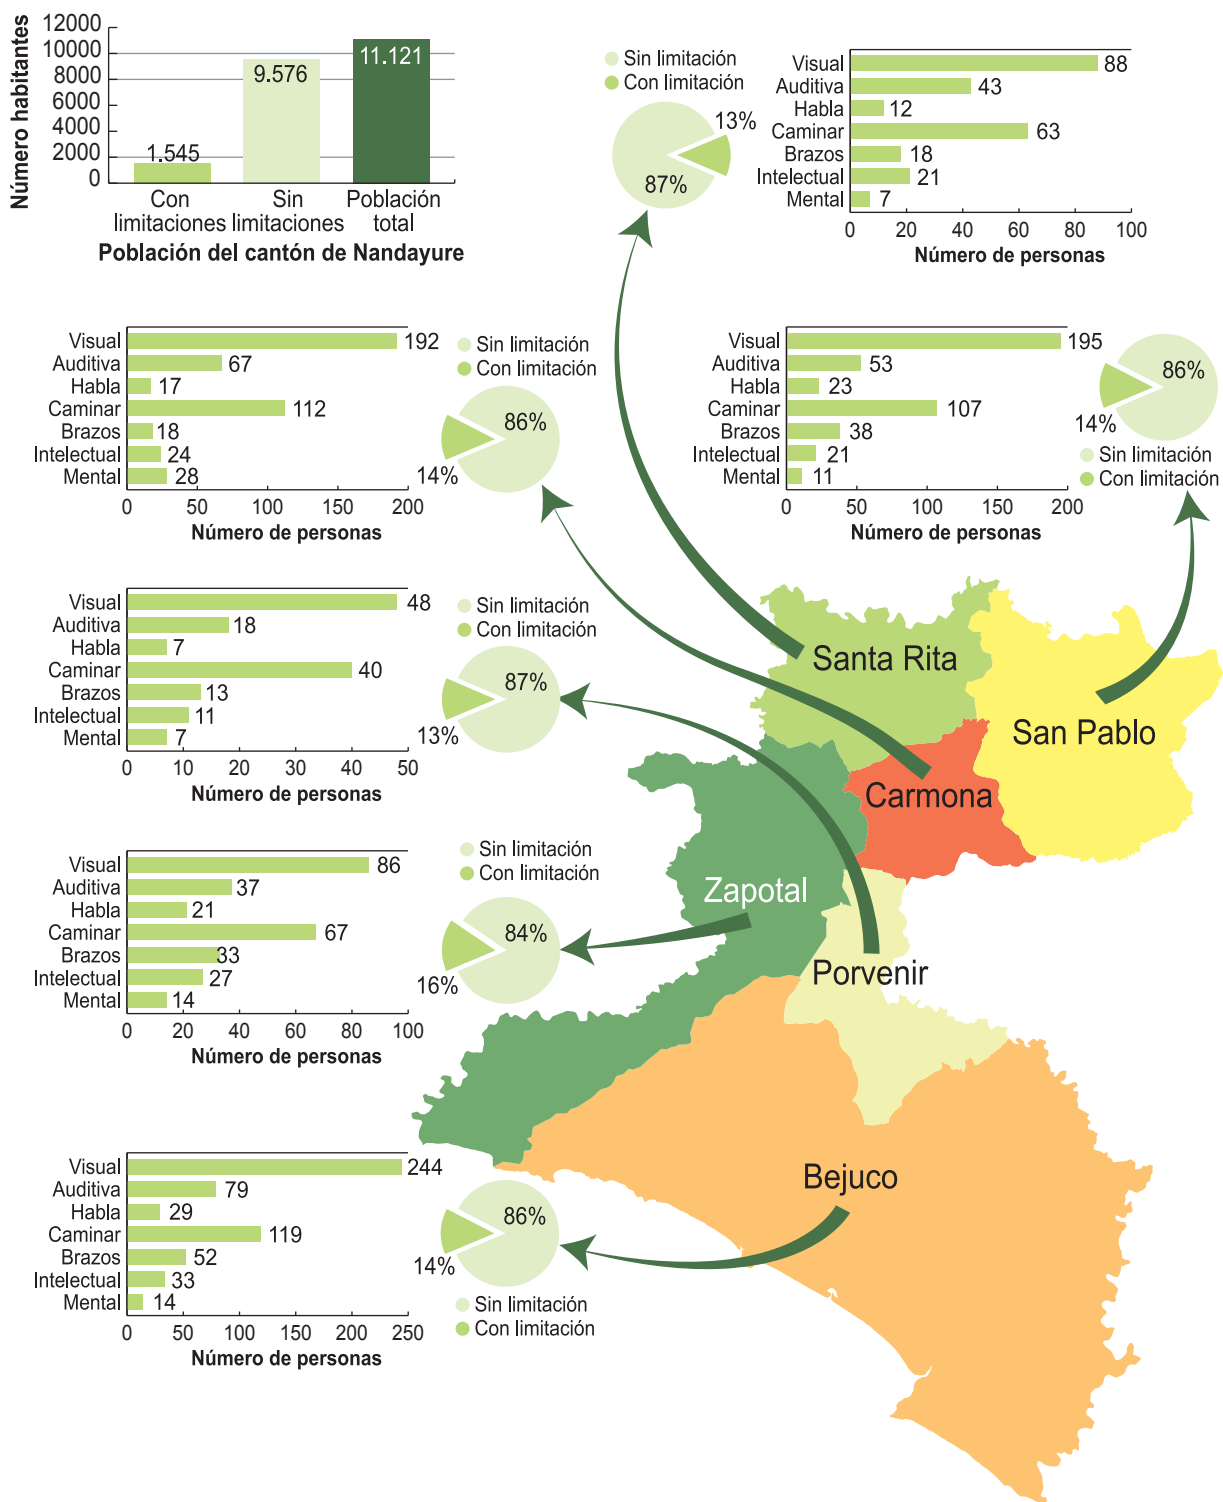 12000
10000
8000
6000
4000
2000
0
Número habitantes
1.545
9.576
11.121
Con limitaciones
Sin limitaciones
Población total
Población del cantón de Nandayure
Sin limitación
Con limitación
13%
87%
Visual 88
Auditiva 43
Habla 12
Caminar 63
Brazos 18
Intelectual 21
Mental 7
0 20 40 60 80 100
Número de personas
Visual 192
Auditiva 67
Habla 17
Caminar 112
Brazos 18
Intelectual 24
Mental 28
0 50 100 150 200
Número de personas
Sin limitación
Con limitación
86%
14%
Visual 195
Auditiva 53
Habla 23
Caminar 107
Brazos 38
Intelectual 21
Mental 11
0 50 100 150 200
Número de personas
86%
14%
Sin limitación
Con limitación
Visual 48
Auditiva 18
Habla 7
Caminar 40
Brazos 13
Intelectual 11
Mental 7
0 10 20 30 40 50
Número de personas
Sin limitación
Con limitación
87%
13%
Santa Rita
San Pablo
Carmona
Visual 86
Auditiva 37
Habla 21
Caminar 67
Brazos 33
Intelectual 27
Mental 14
0 20 40 60 80 100
Número de personas
Sin limitación
Con limitación
84%
16%
Zapotal
Porvenir
Visual 244
Auditiva 79
Habla 29
Caminar 119
Brazos 52
Intelectual 33
Mental 14
0 50 100 150 200 250
Número de personas
86%
14%
Sin limitación
Con limitación
Bejuco